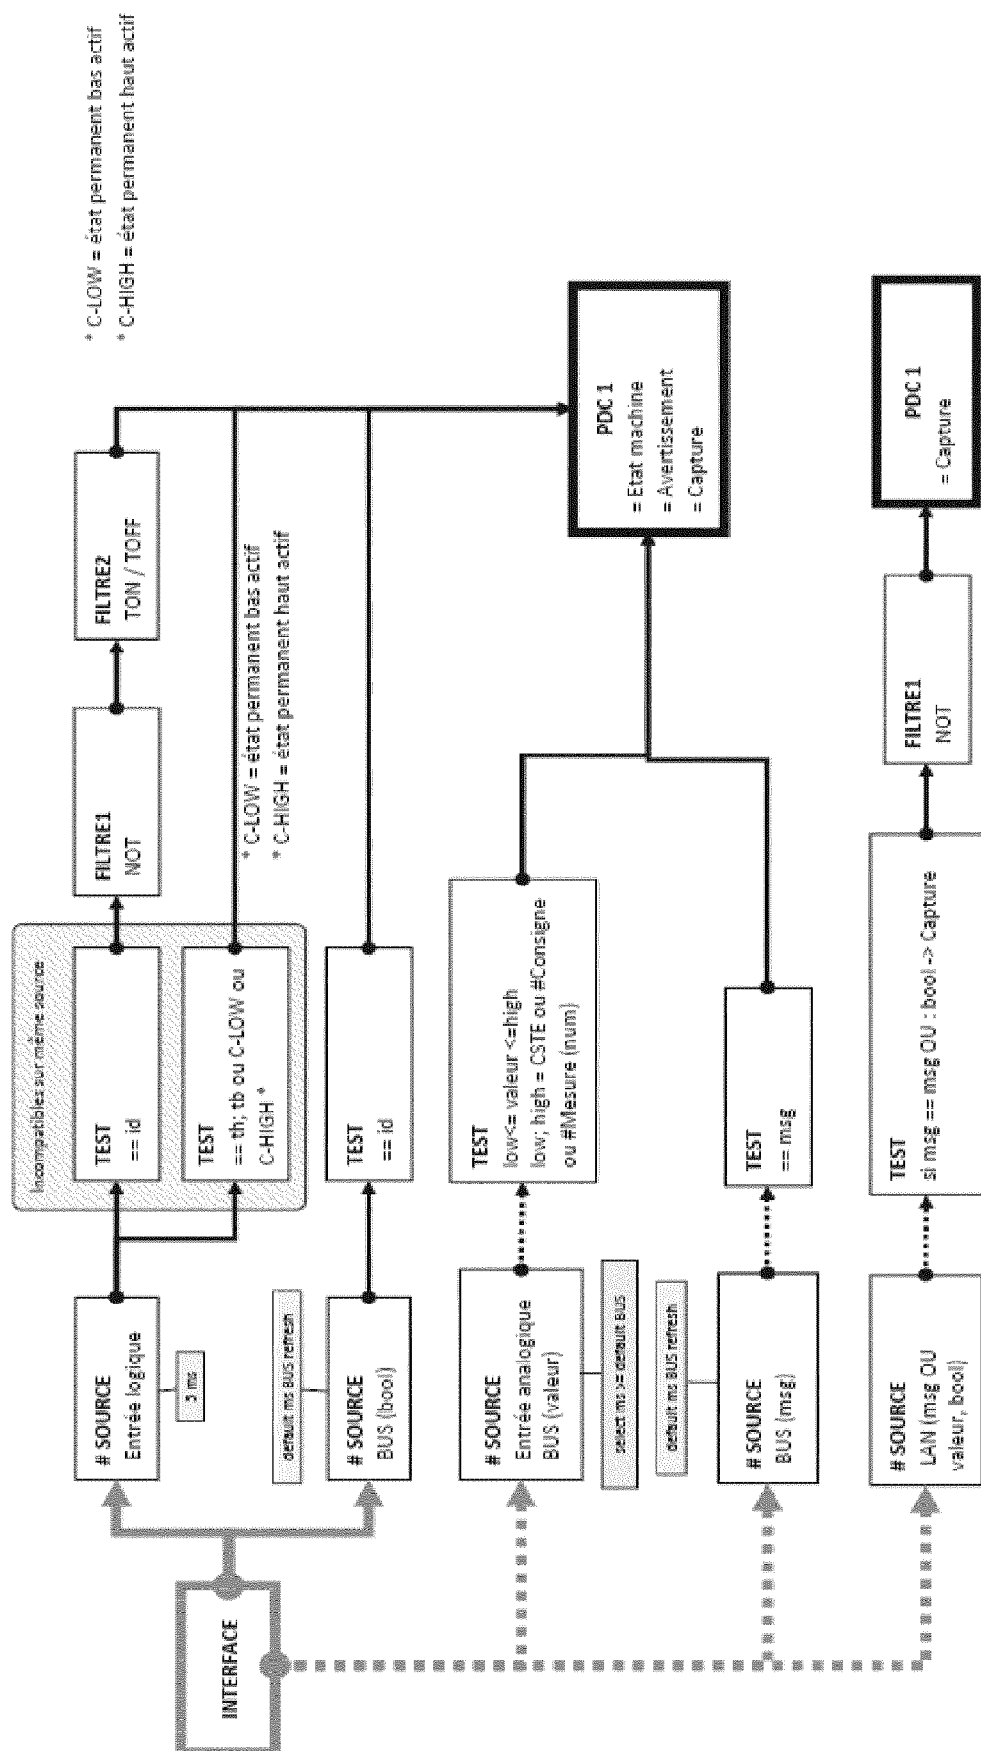 INTERFACE
# SOURCE
Entrée logique
5 ms
Incompatibles sur même source
TEST
== id
TEST
== th; tb ou C-LOW ou
C-HIGH *
FILTRE1
NOT
FILTRE2
TON / TOFF
* C-LOW = état permanent bas actif
* C-HIGH = état permanent haut actif
* C-LOW = état permanent bas actif
* C-HIGH = état permanent haut actif
default ms BUS refresh
# SOURCE
BUS (bool)
TEST
== id
# SOURCE
Entrée analogique
BUS (valeur)
select ms >= default BUS
TEST
low<= valeur <=high
low; high = CSTE ou #Consigne
ou #Mesure (num)
PDC 1
= Etat machine
= Avertissement
= Capture
default ms BUS refresh
# SOURCE
BUS (msg)
TEST
== msg
# SOURCE
LAN (msg OU
valeur, bool)
TEST
si msg == msg OU : bool -> Capture
FILTRE1
NOT
PDC 1
= Capture